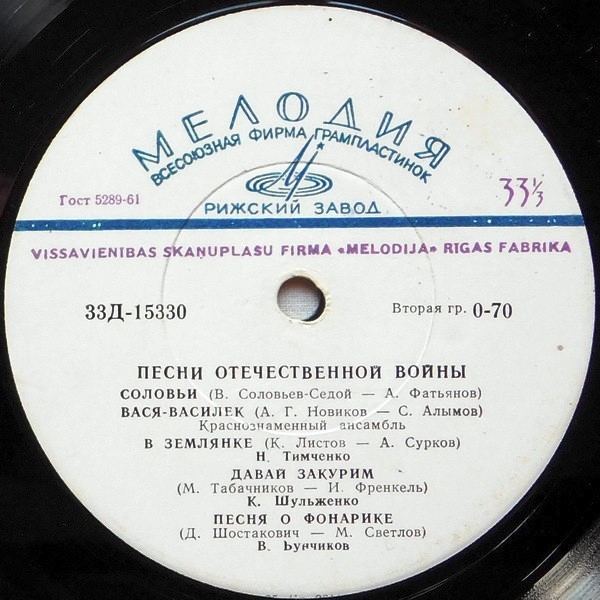 МЕЛОДИЯ
ВСЕСОЮЗНАЯ ФИРМА ГРАМПЛАСТИНОК
РИЖСКИЙ ЗАВОД
Гост 5289-61
33⅓
VISSAVIENĪBAS SKAŅUPLAŠU FIRMA «MELODIJA» RĪGAS FABRIKA
33Д-15330
Вторая гр. 0-70
ПЕСНИ ОТЕЧЕСТВЕННОЙ ВОЙНЫ
СОЛОВЬИ (В. Соловьев-Седой — А. Фатьянов)
ВАСЯ-ВАСИЛЕК (А. Г. Новиков — С. Алымов)
Краснознаменный ансамбль
В ЗЕМЛЯНКЕ (К. Листов — А. Сурков)
Н. Тимченко
ДАВАЙ ЗАКУРИМ
(М. Табачников — И. Френкель)
К. Шульженко
ПЕСНЯ О ФОНАРИКЕ
(Д. Шостакович — М. Светлов)
В. Бунчиков